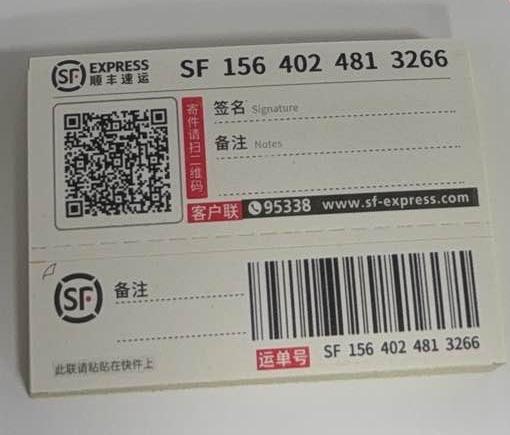 SF EXPRESS
顺丰速运
SF 156 402 481 3266
寄件请扫二维码
签名 Signature
备注 Notes
客户联 95338 www.sf-express.com
SF
备注
此联请粘贴在快件上
运单号 SF 156 402 481 3266